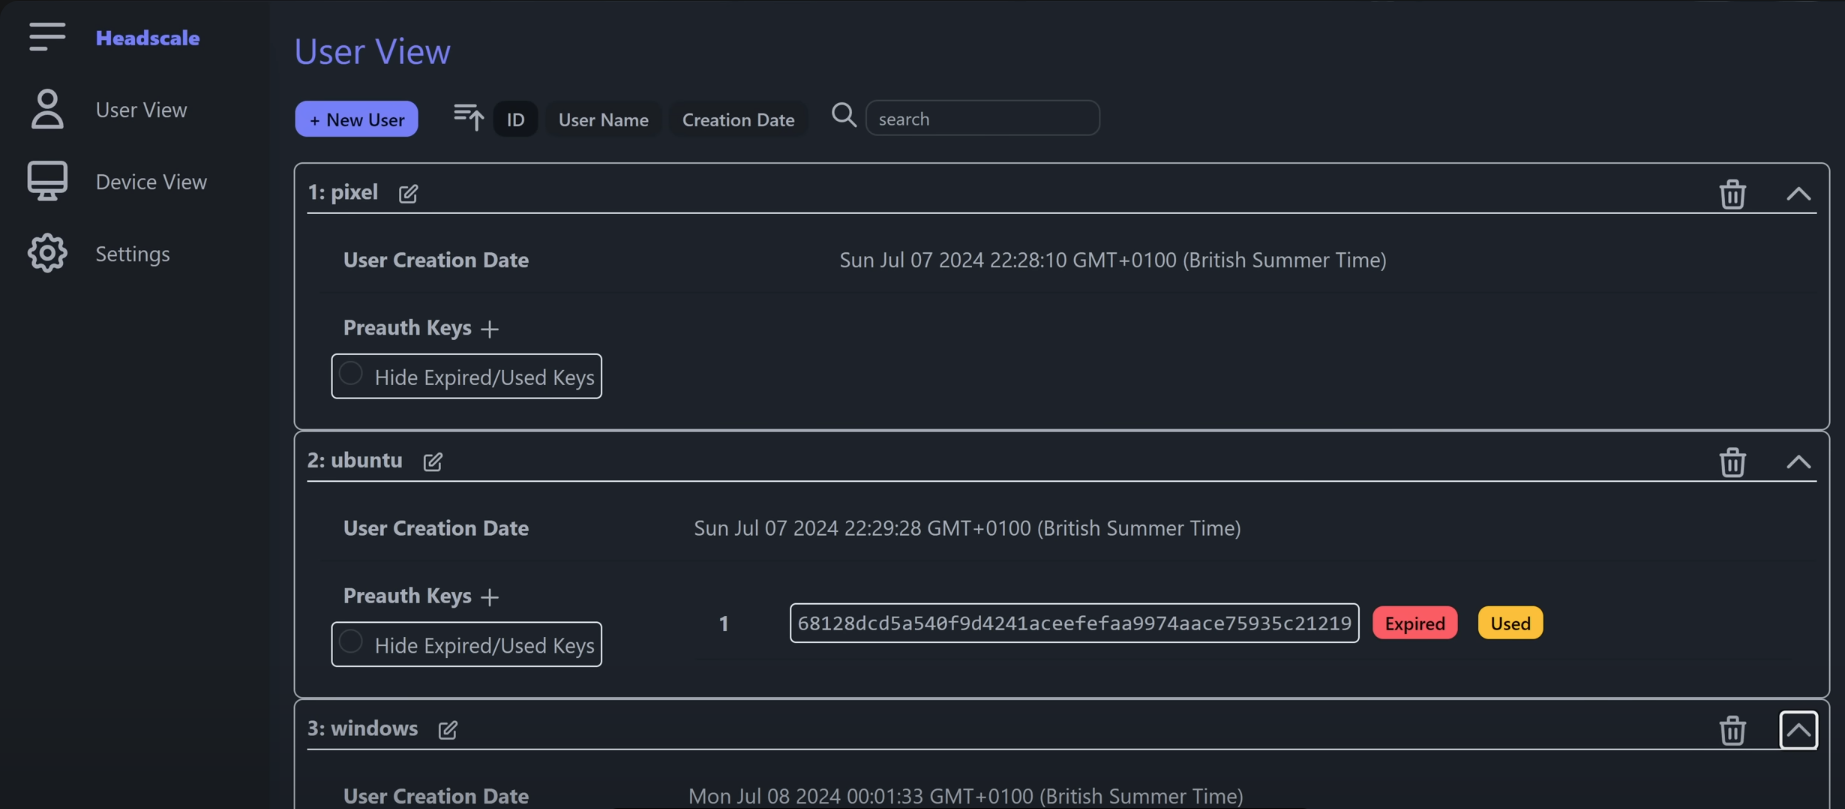 Headscale
User View
Device View
Settings
User View
+ New User
ID
User Name
Creation Date
search
1: pixel
User Creation Date
Sun Jul 07 2024 22:28:10 GMT+0100 (British Summer Time)
Preauth Keys +
Hide Expired/Used Keys
2: ubuntu
User Creation Date
Sun Jul 07 2024 22:29:28 GMT+0100 (British Summer Time)
Preauth Keys +
Hide Expired/Used Keys
1
68128dcd5a540f9d4241aceefefaa9974aace75935c21219
Expired
Used
3: windows
User Creation Date
Mon Jul 08 2024 00:01:33 GMT+0100 (British Summer Time)